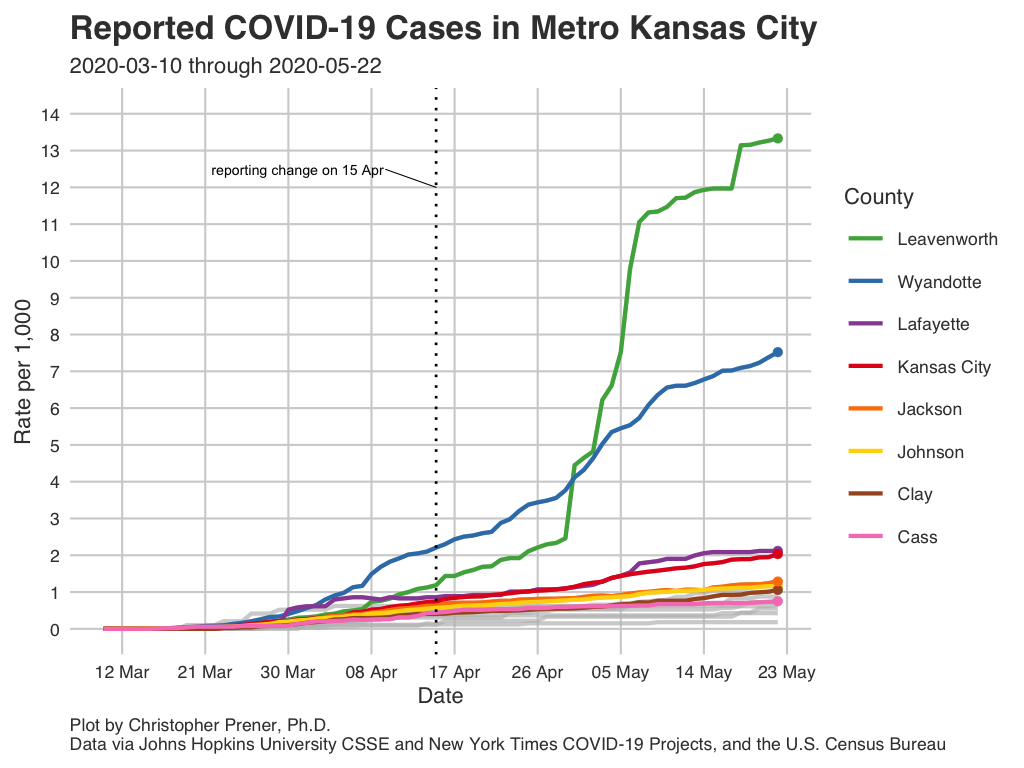 Reported COVID-19 Cases in Metro Kansas City
2020-03-10 through 2020-05-22
14
13
12
11
10
9
8
7
6
5
4
3
2
1
0
Rate per 1,000
reporting change on 15 Apr
12 Mar 21 Mar 30 Mar 08 Apr 17 Apr 26 Apr 05 May 14 May 23 May
Date
County
Leavenworth
Wyandotte
Lafayette
Kansas City
Jackson
Johnson
Clay
Cass
Plot by Christopher Prener, Ph.D.
Data via Johns Hopkins University CSSE and New York Times COVID-19 Projects, and the U.S. Census Bureau